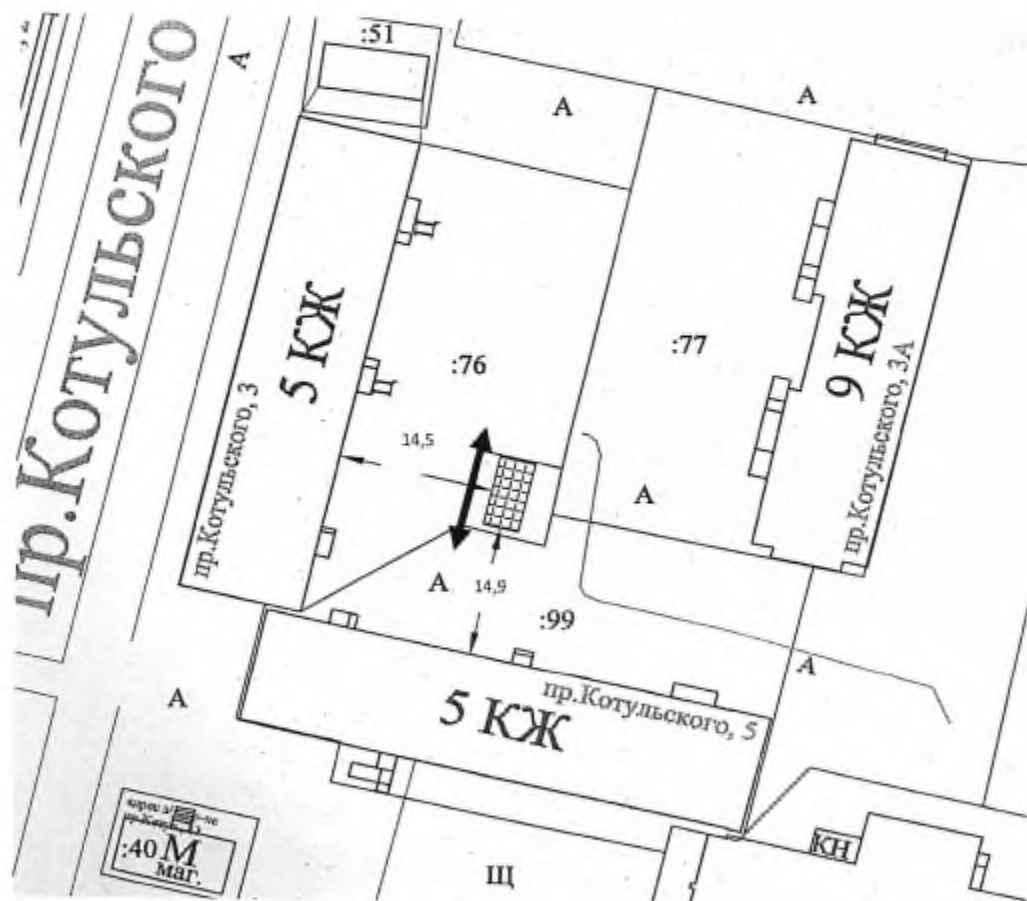 :51
А
А
А
пр.Котульского
5 КЖ
пр.Котульского, 3
Ц
:76
:77
9 КЖ
пр.Котульского, 3А
14,5
А
А
14,9
:99
А
пр.Котульского, 5
5 КЖ
А
:40 М
маг.
Щ
КН